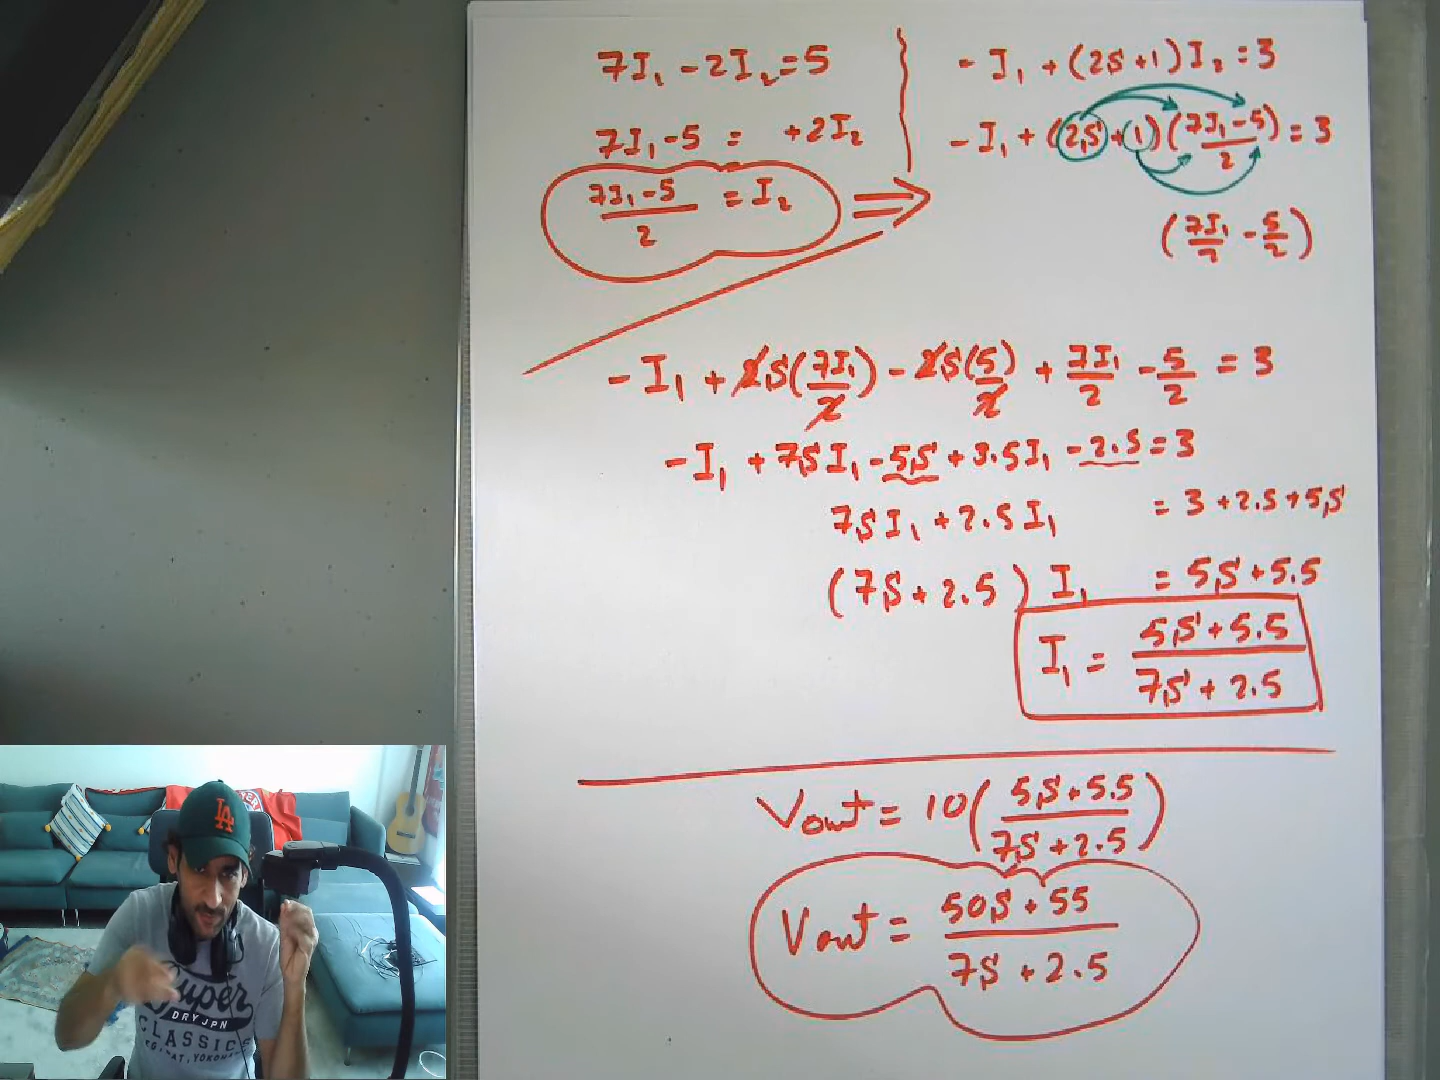 7I₁ - 2I₂ = 5
7I₁ - 5 = +2I₂
(7I₁ - 5)/2 = I₂ ⇒
- I₁ + (2S + 1) I₂ = 3
- I₁ + (2S + 1)((7I₁ - 5)/2) = 3
(7I₁/2 - 5/2)
- I₁ + 2S(7I₁/2) - 2S(5/2) + 7I₁/2 - 5/2 = 3
- I₁ + 7SI₁ - 5S + 3.5I₁ - 2.5 = 3
7SI₁ + 2.5I₁ = 3 + 2.5 + 5S
(7S + 2.5) I₁ = 5S + 5.5
I₁ = (5S + 5.5)/(7S + 2.5)
Vout = 10((5S + 5.5)/(7S + 2.5))
Vout = (50S + 55)/(7S + 2.5)
LA
Super
DRY JPN
CLASSICS